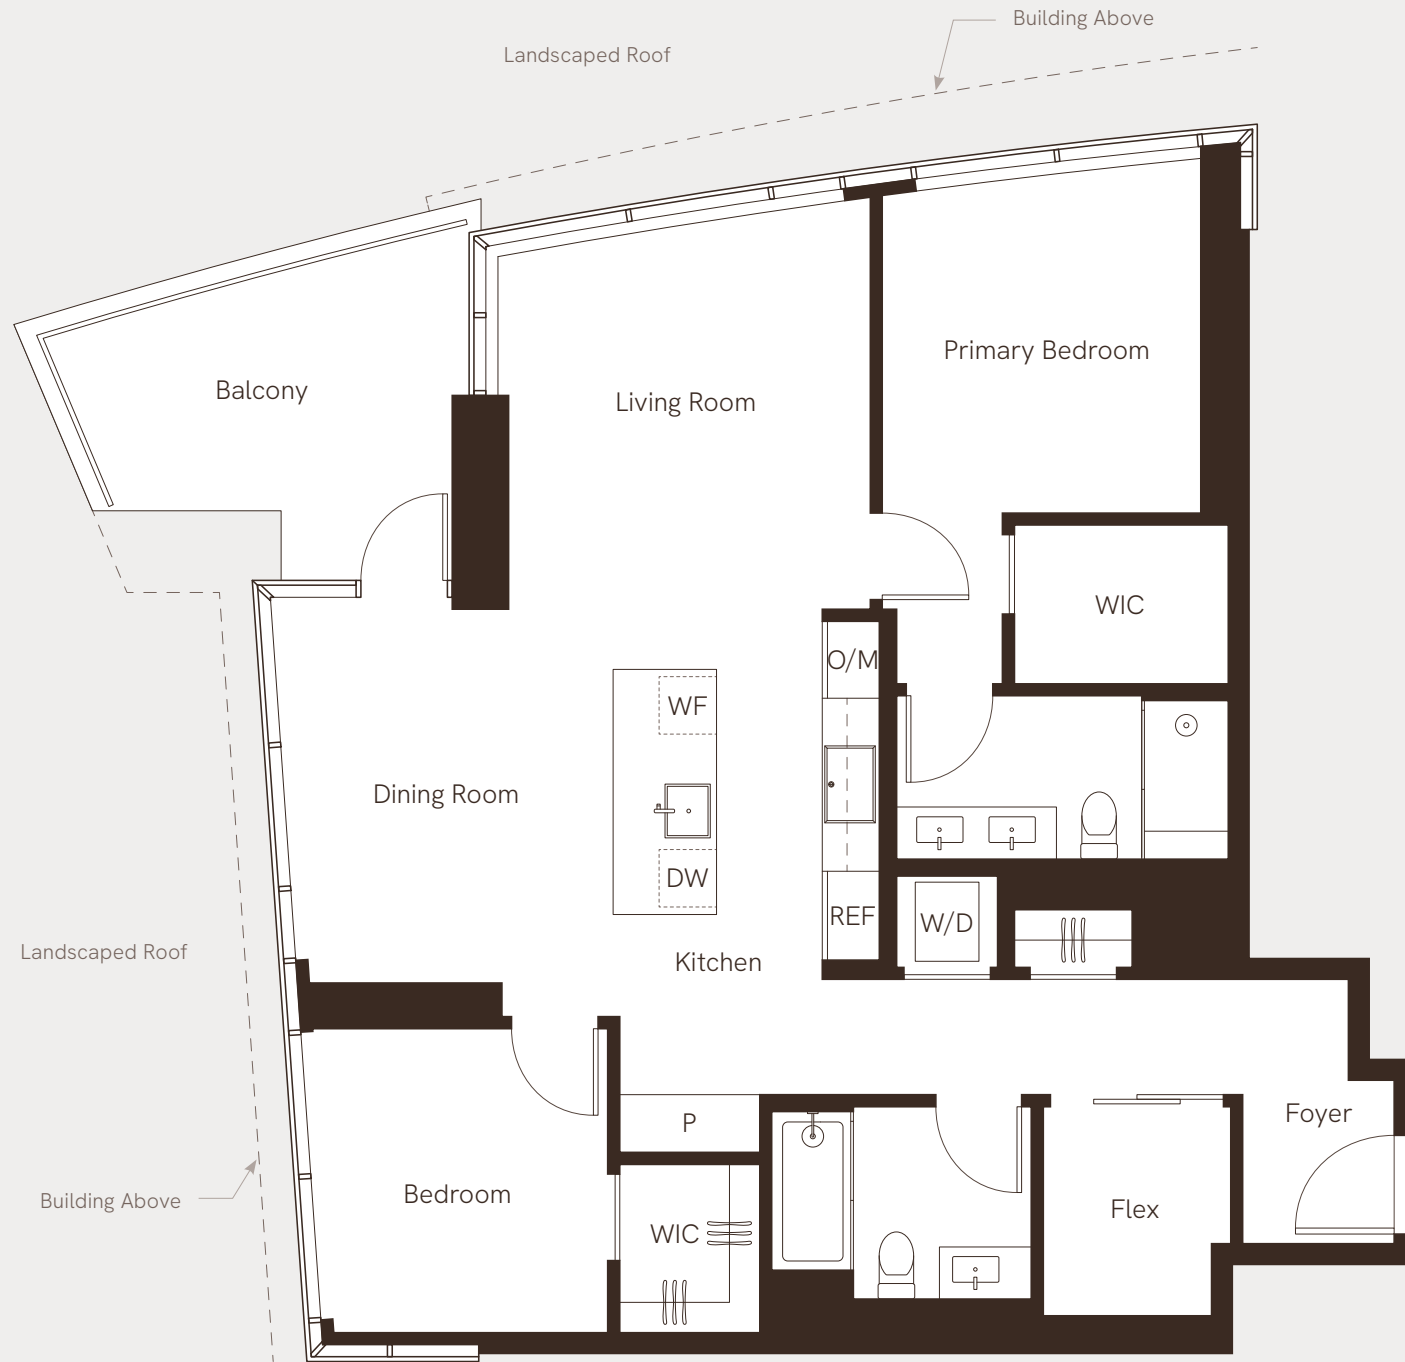 Building Above
Landscaped Roof
Primary Bedroom
Balcony
Living Room
WIC
O/M
WF
Dining Room
DW
REF
W/D
Landscaped Roof
Kitchen
P
Foyer
Building Above
Bedroom
Flex
WIC